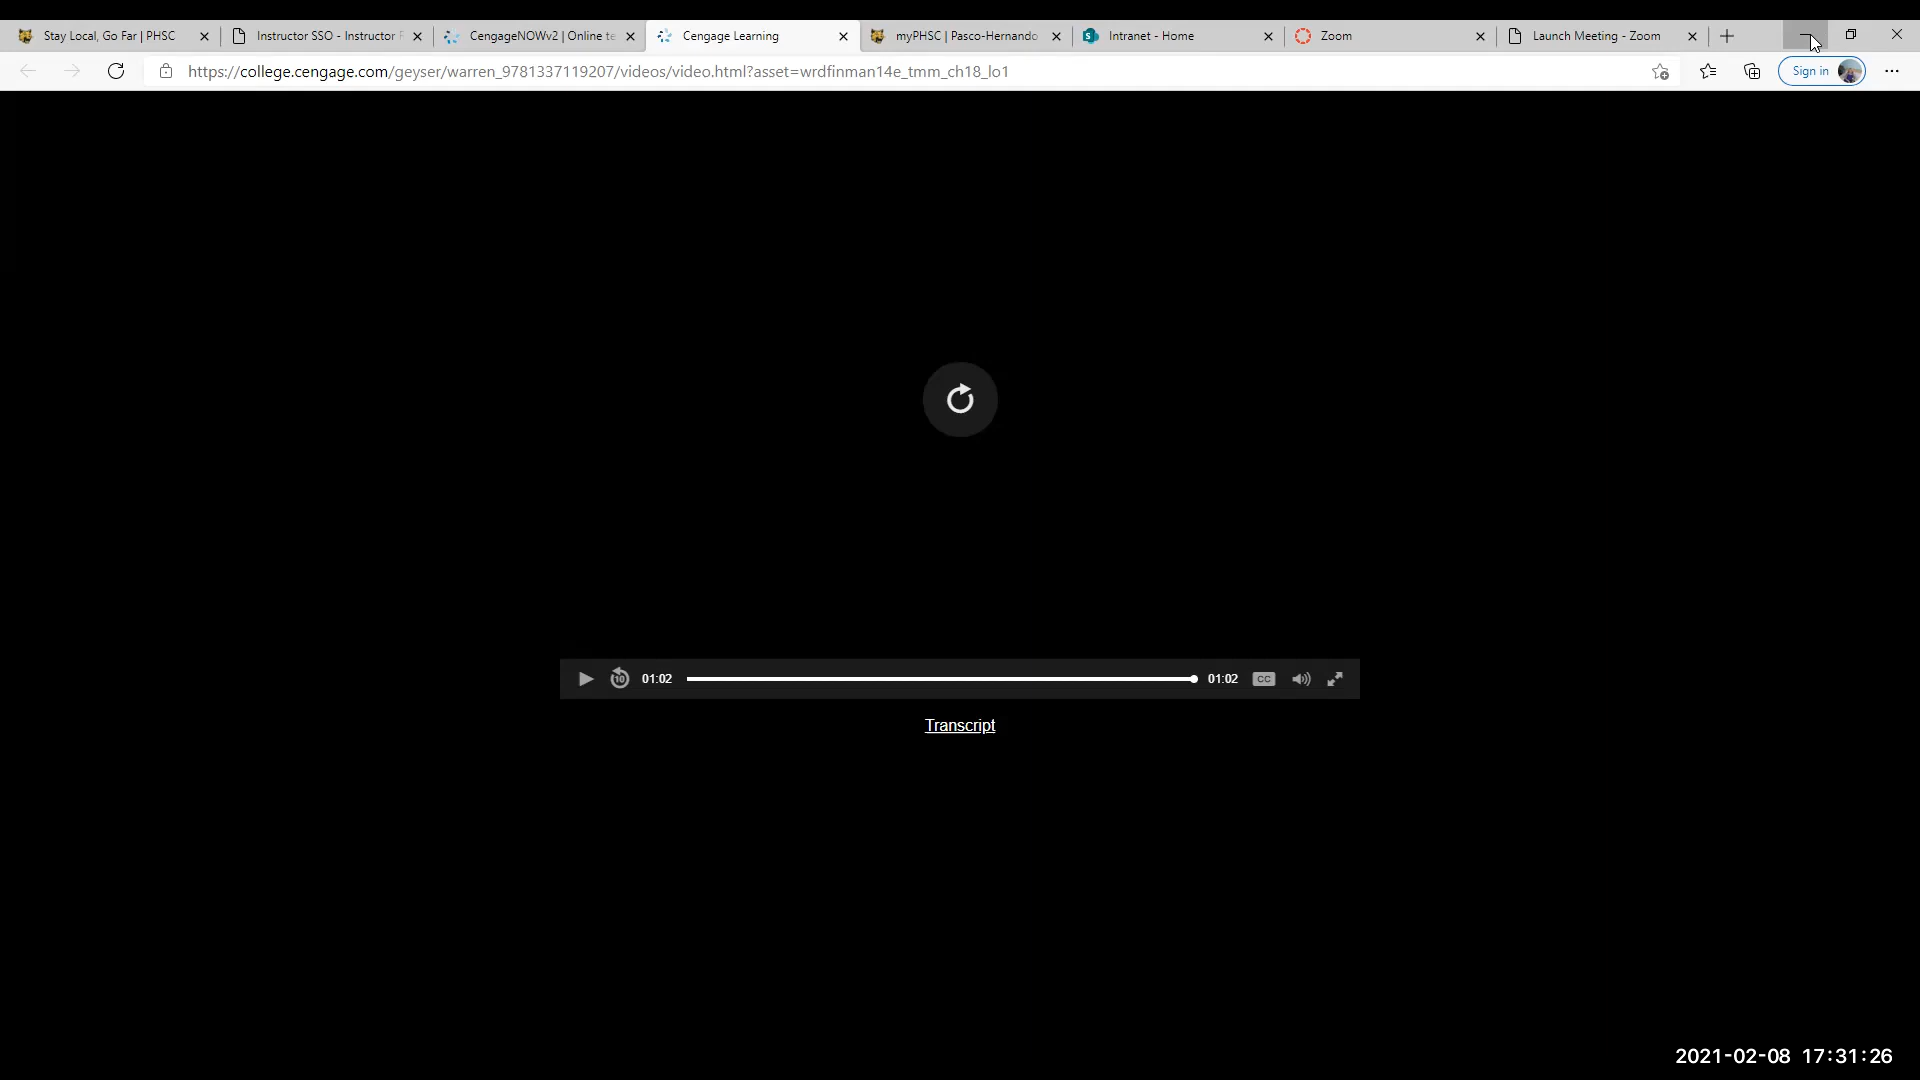 Stay Local, Go Far | PHSC
Instructor SSO - Instructor
CengageNOWv2 | Online te
Cengage Learning
myPHSC | Pasco-Hernando
Intranet - Home
Zoom
Launch Meeting - Zoom
https://college.cengage.com/geyser/warren_9781337119207/videos/video.html?asset=wrdfinman14e_tmm_ch18_lo1
Sign in
10
01:02
01:02
CC
Transcript
2021-02-08 17:31:26